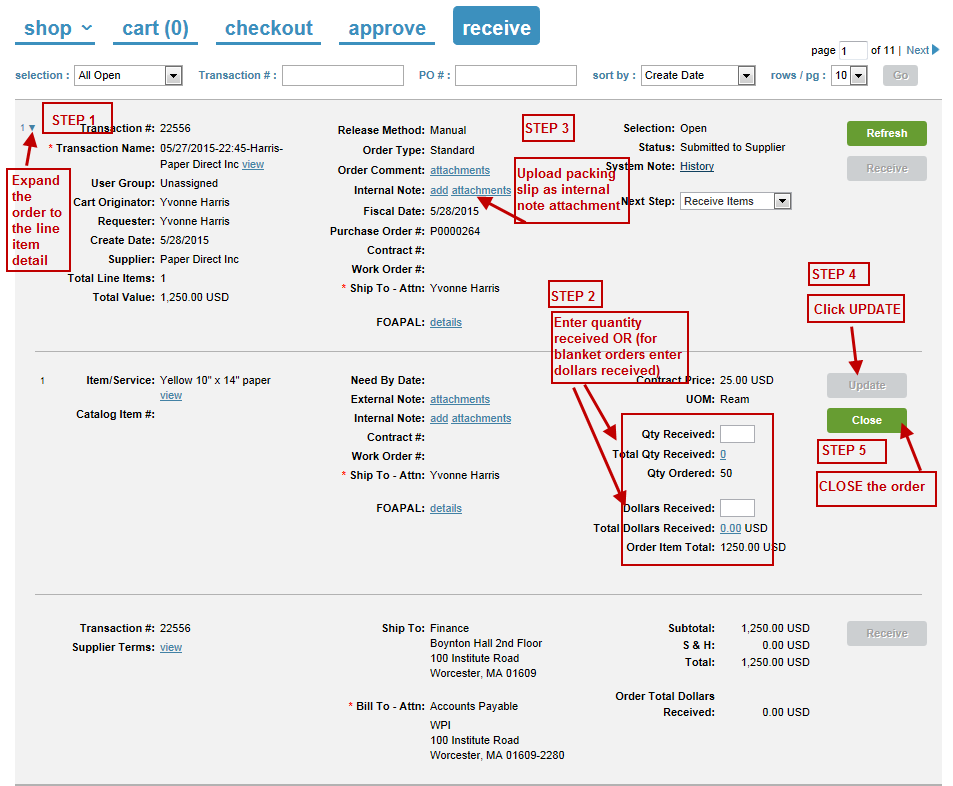 shop cart (0) checkout approve receive
page 1 of 11 | Next
selection : All Open Transaction # : PO # : sort by : Create Date rows / pg : 10 Go
1
STEP 1
Transaction #: 22556
* Transaction Name: 05/27/2015-22:45-Harris-
Paper Direct Inc view
User Group: Unassigned
Cart Originator: Yvonne Harris
Requester: Yvonne Harris
Create Date: 5/28/2015
Supplier: Paper Direct Inc
Total Line Items: 1
Total Value: 1,250.00 USD
Expand
the
order to
the line
item
detail
Release Method: Manual
Order Type: Standard
Order Comment: attachments
Internal Note: add attachments
Fiscal Date: 5/28/2015
Purchase Order #: P0000264
Contract #:
Work Order #:
* Ship To - Attn: Yvonne Harris
FOAPAL: details
STEP 3
Upload packing
slip as internal
note attachment
Selection: Open
Status: Submitted to Supplier
System Note: History
Next Step: Receive Items
Refresh
Receive
STEP 2
Enter quantity
received OR (for
blanket orders enter
dollars received)
STEP 4
Click UPDATE
1
Item/Service: Yellow 10" x 14" paper
view
Catalog Item #:
Need By Date:
External Note: attachments
Internal Note: add attachments
Contract #:
Work Order #:
* Ship To - Attn: Yvonne Harris
FOAPAL: details
Contract Price: 25.00 USD
UOM: Ream
Qty Received:
Total Qty Received: 0
Qty Ordered: 50
Dollars Received:
Total Dollars Received: 0.00 USD
Order Item Total: 1250.00 USD
Update
Close
STEP 5
CLOSE the order
Transaction #: 22556
Supplier Terms: view
Ship To: Finance
Boynton Hall 2nd Floor
100 Institute Road
Worcester, MA 01609
* Bill To - Attn: Accounts Payable
WPI
100 Institute Road
Worcester, MA 01609-2280
Subtotal: 1,250.00 USD
S & H: 0.00 USD
Total: 1,250.00 USD
Order Total Dollars
Received: 0.00 USD
Receive